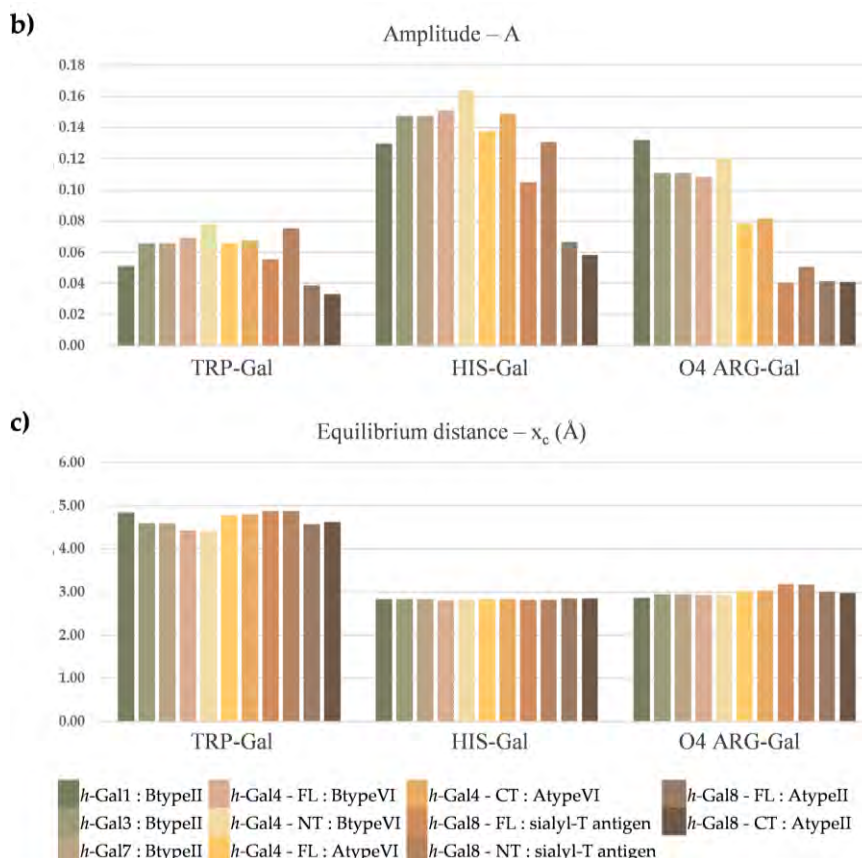 b)
Amplitude – A
0.18
0.16
0.14
0.12
0.10
0.08
0.06
0.04
0.02
0.00
TRP-Gal HIS-Gal O4 ARG-Gal
c)
Equilibrium distance – xc (Å)
6.00
5.00
4.00
3.00
2.00
1.00
0.00
TRP-Gal HIS-Gal O4 ARG-Gal
h-Gal1 : BtypeII h-Gal4 - FL : BtypeVI h-Gal4 - CT : AtypeVI h-Gal8 - FL : AtypeII
h-Gal3 : BtypeII h-Gal4 - NT : BtypeVI h-Gal8 - FL : sialyl-T antigen h-Gal8 - CT : AtypeII
h-Gal7 : BtypeII h-Gal4 - FL : AtypeVI h-Gal8 - NT : sialyl-T antigen